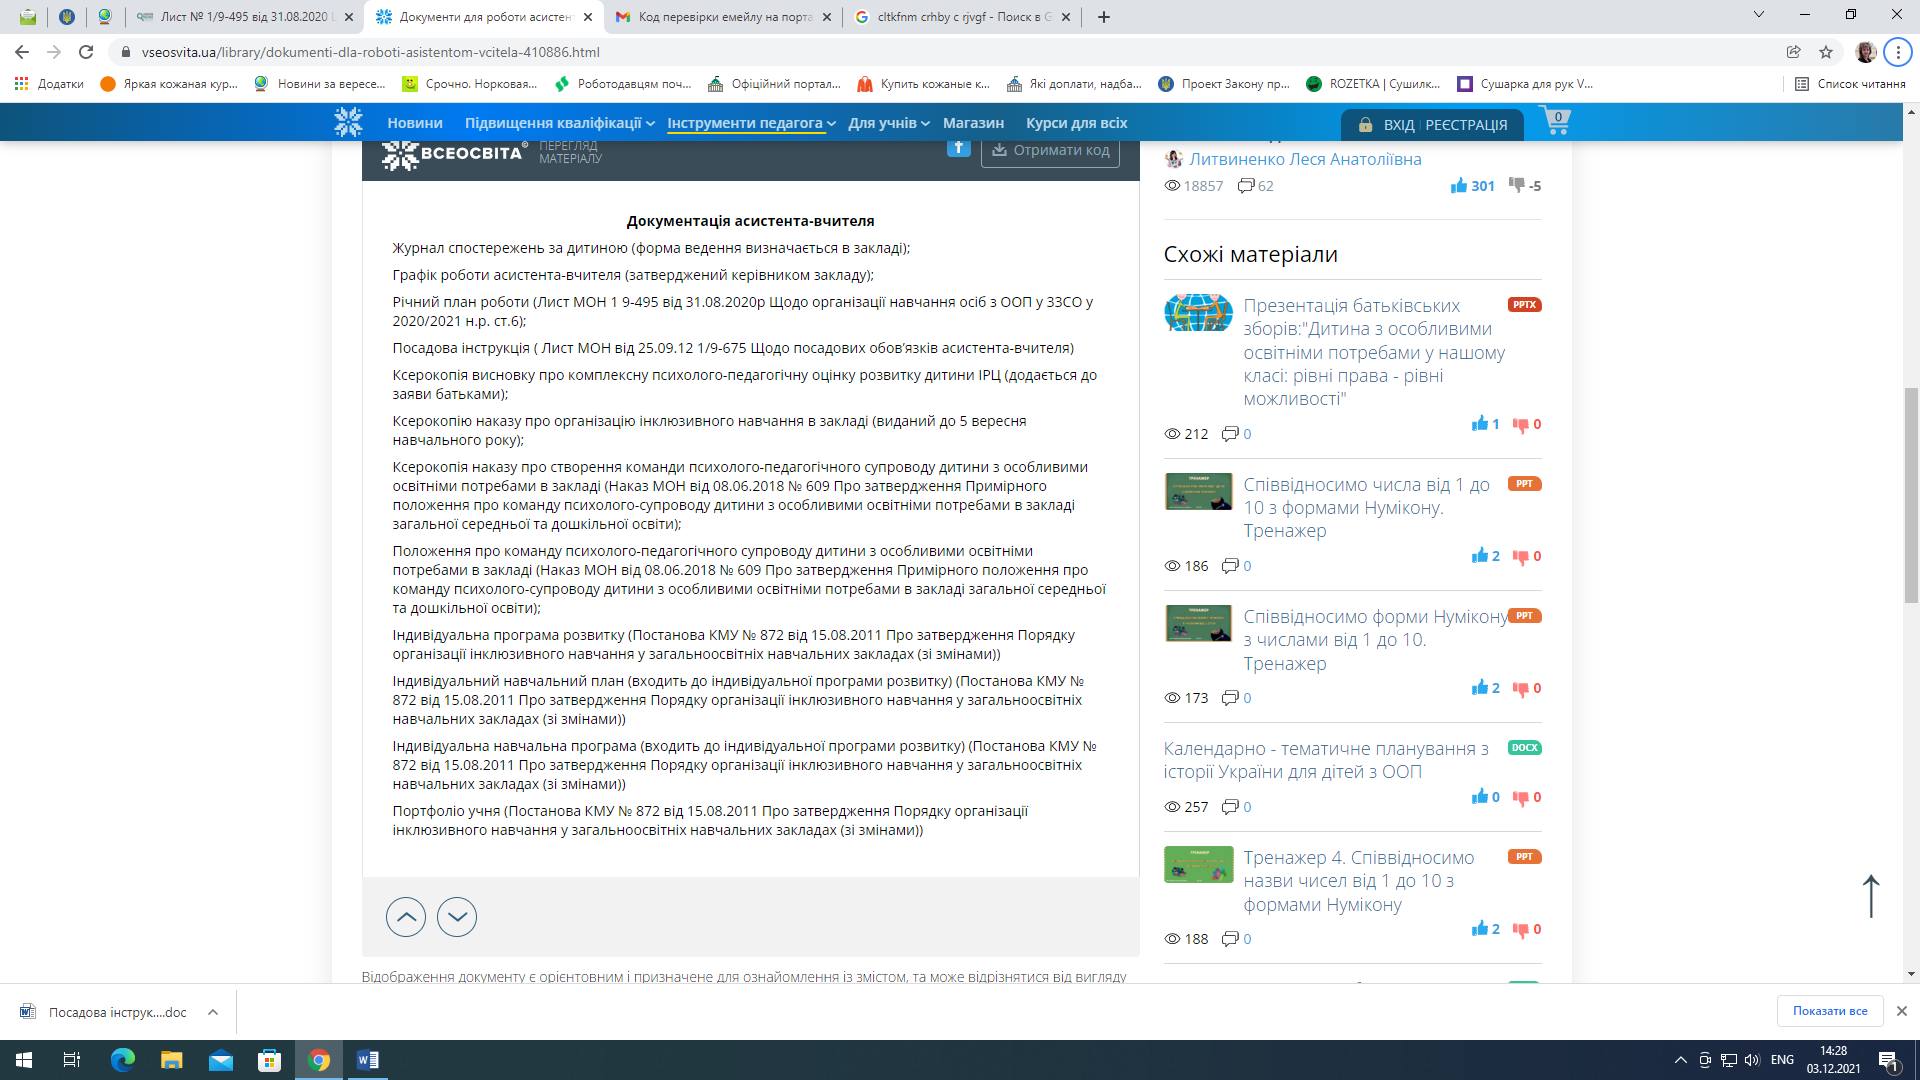 Лист № 1/9-495 від 31.08.2020
Документи для роботи асистен
Код перевірки емейлу на порта
cltkfnm crhby c rjvgf - Поиск в G
vseosvita.ua/library/dokumenti-dla-roboti-asistentom-vcitela-410886.html
Додатки
Яркая кожаная кур...
Новини за вересе...
Срочно. Норковая...
Роботодавцям поч...
Офіційний портал...
Купить кожаные к...
Які доплати, надба...
Проект Закону пр...
ROZETKA | Сушилк...
Сушарка для рук V...
Список читання
Новини
Підвищення кваліфікації
Інструменти педагога
Для учнів
Магазин
Курси для всіх
ВХІД | РЕЄСТРАЦІЯ
0
ВСЕОСВІТА
ПЕРЕГЛЯД
МАТЕРІАЛУ
Отримати код
Документація асистента-вчителя
Журнал спостережень за дитиною (форма ведення визначається в закладі);
Графік роботи асистента-вчителя (затверджений керівником закладу);
Річний план роботи (Лист МОН 1 9-495 від 31.08.2020р Щодо організації навчання осіб з ООП у ЗЗСО у
2020/2021 н.р. ст.6);
Посадова інструкція ( Лист МОН від 25.09.12 1/9-675 Щодо посадових обов’язків асистента-вчителя)
Ксерокопія висновку про комплексну психолого-педагогічну оцінку розвитку дитини ІРЦ (додається до
заяви батьками);
Ксерокопію наказу про організацію інклюзивного навчання в закладі (виданий до 5 вересня
навчального року);
Ксерокопія наказу про створення команди психолого-педагогічного супроводу дитини з особливими
освітніми потребами в закладі (Наказ МОН від 08.06.2018 № 609 Про затвердження Примірного
положення про команду психолого-супроводу дитини з особливими освітніми потребами в закладі
загальної середньої та дошкільної освіти);
Положення про команду психолого-педагогічного супроводу дитини з особливими освітніми
потребами в закладі (Наказ МОН від 08.06.2018 № 609 Про затвердження Примірного положення про
команду психолого-супроводу дитини з особливими освітніми потребами в закладі загальної середньої
та дошкільної освіти);
Індивідуальна програма розвитку (Постанова КМУ № 872 від 15.08.2011 Про затвердження Порядку
організації інклюзивного навчання у загальноосвітніх навчальних закладах (зі змінами))
Індивідуальний навчальний план (входить до індивідуальної програми розвитку) (Постанова КМУ №
872 від 15.08.2011 Про затвердження Порядку організації інклюзивного навчання у загальноосвітніх
навчальних закладах (зі змінами))
Індивідуальна навчальна програма (входить до індивідуальної програми розвитку) (Постанова КМУ №
872 від 15.08.2011 Про затвердження Порядку організації інклюзивного навчання у загальноосвітніх
навчальних закладах (зі змінами))
Портфоліо учня (Постанова КМУ № 872 від 15.08.2011 Про затвердження Порядку організації
інклюзивного навчання у загальноосвітніх навчальних закладах (зі змінами))
Відображення документу є орієнтовним і призначене для ознайомлення із змістом, та може відрізнятися від вигляду
Литвиненко Леся Анатоліївна
18857 62 301 -5
Схожі матеріали
Презентація батьківських
зборів:"Дитина з особливими
освітніми потребами у нашому
класі: рівні права - рівні
можливості"
PPTX
212 0 1 0
Співвідносимо числа від 1 до
10 з формами Нумікону.
Тренажер
PPT
186 0 2 0
Співвідносимо форми Нумікону
з числами від 1 до 10.
Тренажер
PPT
173 0 2 0
Календарно - тематичне планування з
історії України для дітей з ООП
DOCX
257 0 0 0
Тренажер 4. Співвідносимо
назви чисел від 1 до 10 з
формами Нумікону
PPT
188 0 2 0
Посадова інструк....doc
Показати все
ENG
14:28
03.12.2021
1